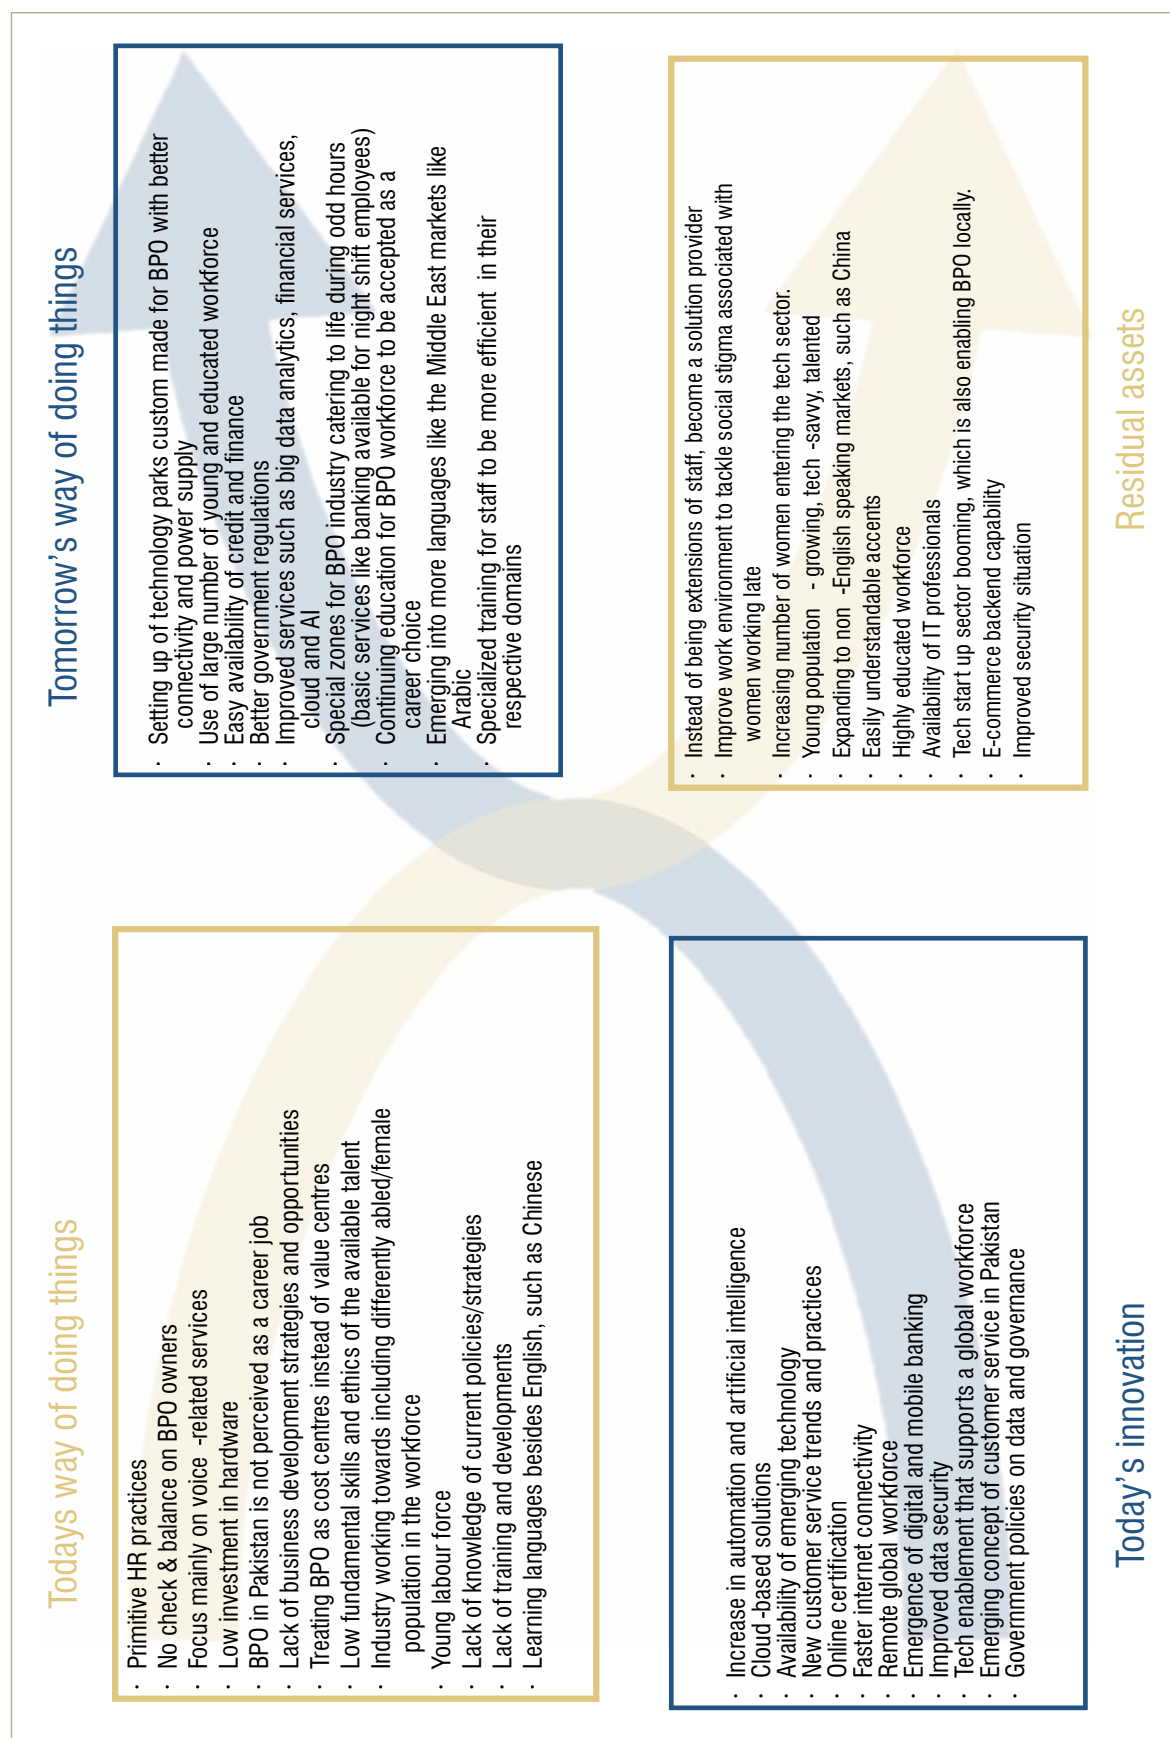 Todays way of doing things
· Primitive HR practices
· No check & balance on BPO owners
· Focus mainly on voice -related services
· Low investment in hardware
· BPO in Pakistan is not perceived as a career job
· Lack of business development strategies and opportunities
· Treating BPO as cost centres instead of value centres
· Low fundamental skills and ethics of the available talent
· Industry working towards including differently abled/female
population in the workforce
· Young labour force
· Lack of knowledge of current policies/strategies
· Lack of training and developments
· Learning languages besides English, such as Chinese
Tomorrow's way of doing things
· Setting up of technology parks custom made for BPO with better
connectivity and power supply
· Use of large number of young and educated workforce
· Easy availability of credit and finance
· Better government regulations
· Improved services such as big data analytics, financial services,
cloud and AI
· Special zones for BPO industry catering to life during odd hours
(basic services like banking available for night shift employees)
· Continuing education for BPO workforce to be accepted as a
career choice
· Emerging into more languages like the Middle East markets like
Arabic
· Specialized training for staff to be more efficient in their
respective domains
· Increase in automation and artificial intelligence
· Cloud -based solutions
· Availability of emerging technology
· New customer service trends and practices
· Online certification
· Faster internet connectivity
· Remote global workforce
· Emergence of digital and mobile banking
· Improved data security
· Tech enablement that supports a global workforce
· Emerging concept of customer service in Pakistan
· Government policies on data and governance
Today's innovation
· Instead of being extensions of staff, become a solution provider
· Improve work environment to tackle social stigma associated with
women working late
· Increasing number of women entering the tech sector.
· Young population - growing, tech -savvy, talented
· Expanding to non -English speaking markets, such as China
· Easily understandable accents
· Highly educated workforce
· Availability of IT professionals
· Tech start up sector booming, which is also enabling BPO locally.
· E-commerce backend capability
· Improved security situation
Residual assets